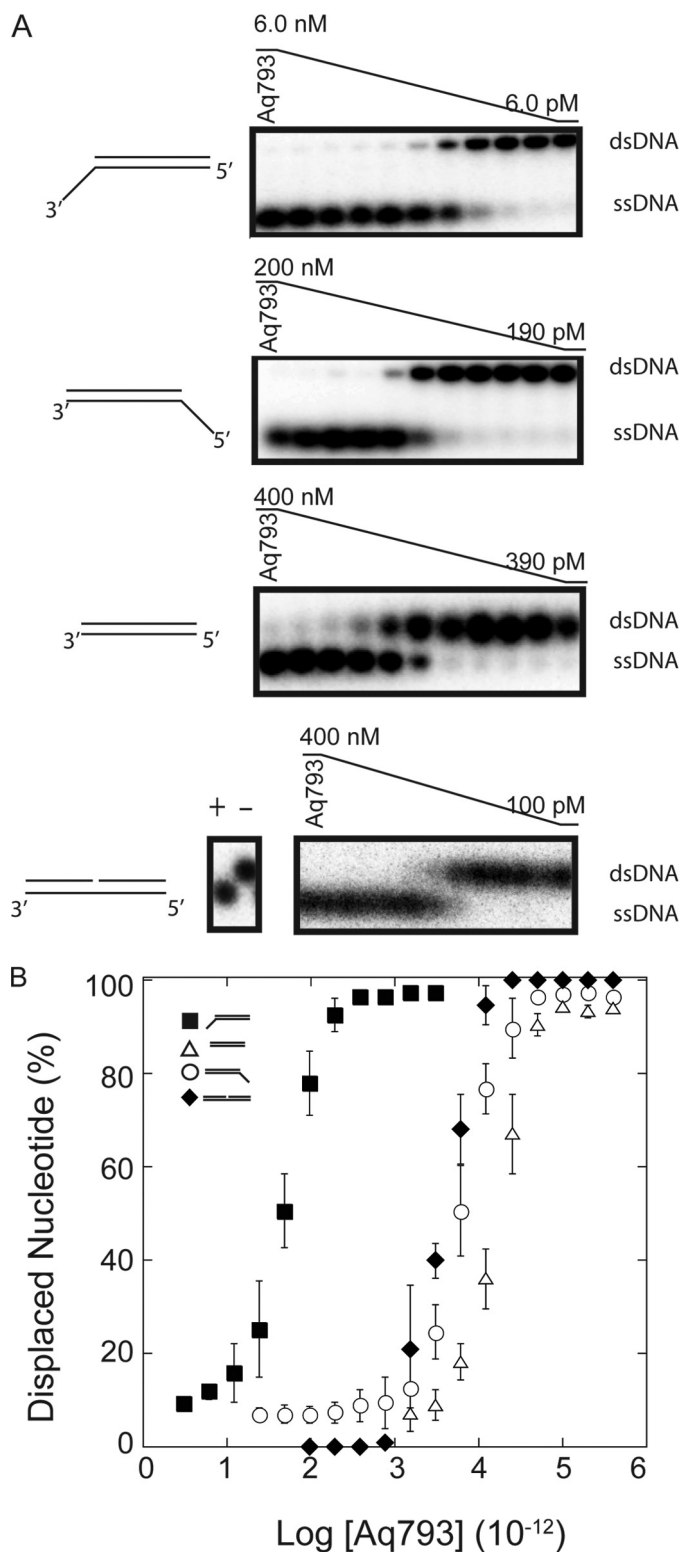 A
6.0 nM
Aq793
6.0 pM
dsDNA
5′
3′
ssDNA
200 nM
Aq793
190 pM
dsDNA
3′
5′
ssDNA
400 nM
Aq793
390 pM
dsDNA
3′ 5′
ssDNA
400 nM
Aq793
100 pM
+ −
dsDNA
3′ 5′
ssDNA
B
100
80
60
40
20
0
Displaced Nucleotide (%)
0 1 2 3 4 5 6
Log [Aq793] (10⁻¹²)